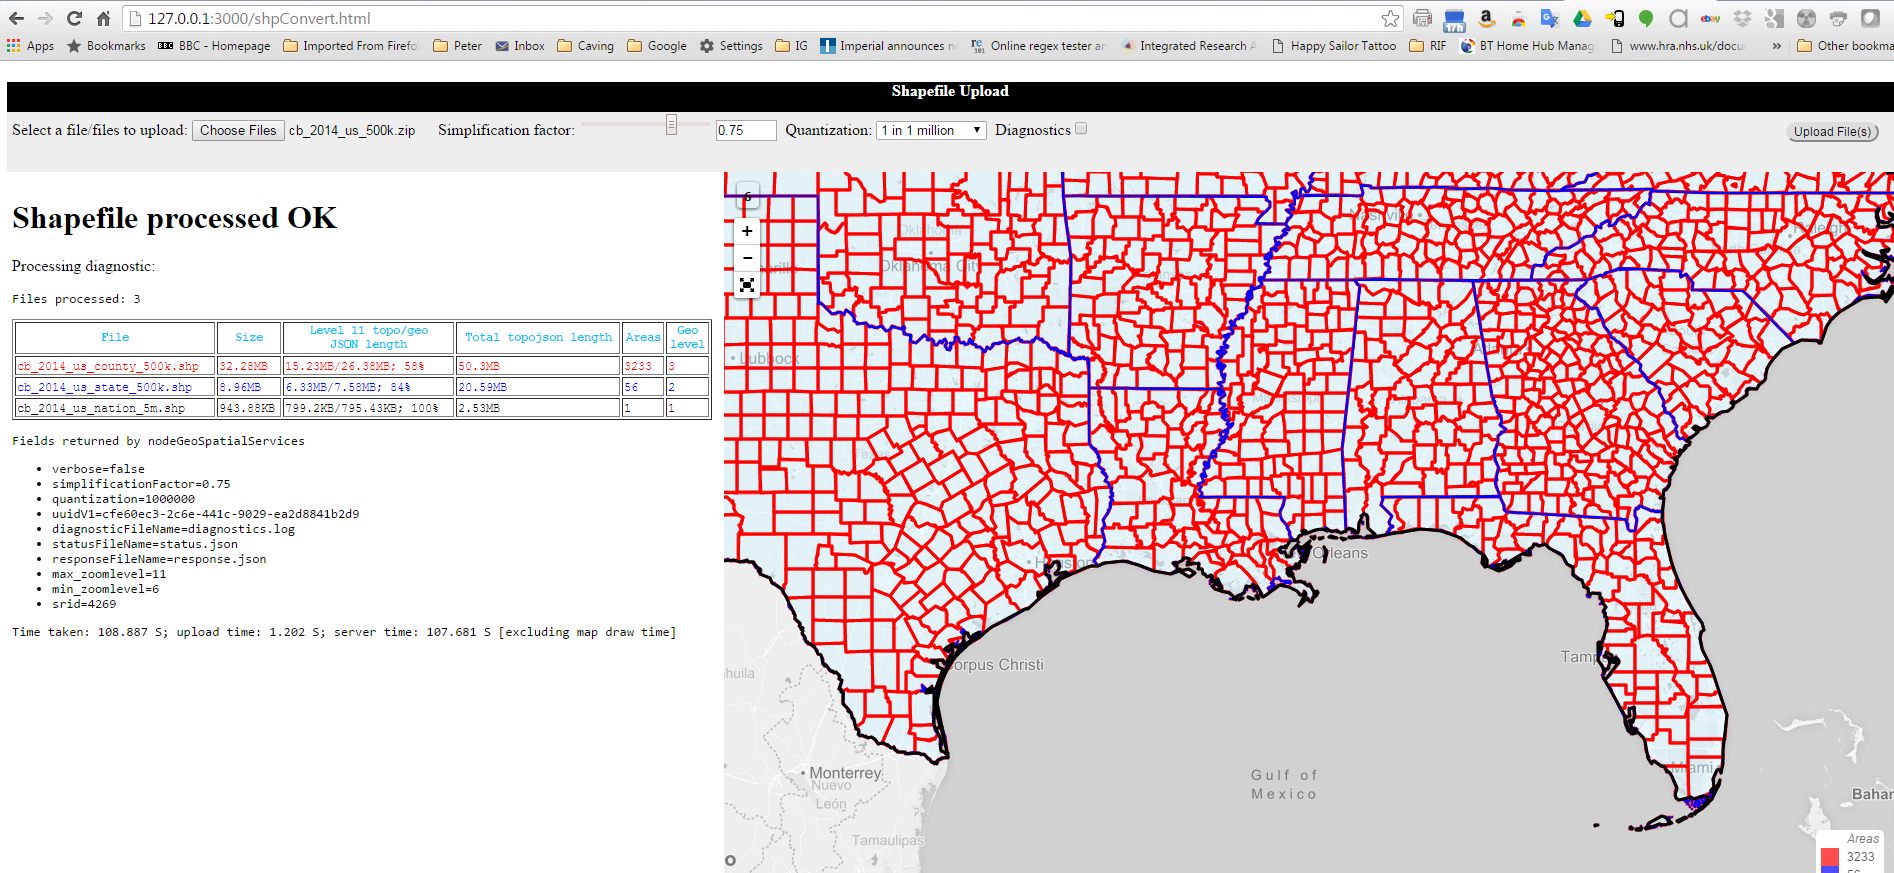 127.0.0.1:3000/shpConvert.html
Apps Bookmarks BBC BBC - Homepage Imported From Firefo Peter Inbox Caving Google Settings IG Imperial announces Online regex tester Integrated Research Happy Sailor Tattoo RIF BT Home Hub Manag www.hra.nhs.uk/docu » Other bookma
Shapefile Upload
Select a file/files to upload: Choose Files cb_2014_us_500k.zip Simplification factor: 0.75 Quantization: 1 in 1 million Diagnostics Upload File(s)
Shapefile processed OK
Processing diagnostic:
Files processed: 3
File Size Level 11 topo/geo JSON length Total topojson length Areas Geo level
cb_2014_us_county_500k.shp 32.28MB 15.23MB/26.38MB; 58% 50.3MB 3233 3
cb_2014_us_state_500k.shp 8.96MB 6.33MB/7.58MB; 84% 20.59MB 56 2
cb_2014_us_nation_5m.shp 943.88KB 799.2KB/795.43KB; 100% 2.53MB 1 1
Fields returned by nodeGeoSpatialServices
verbose=false
simplificationFactor=0.75
quantization=1000000
uuidV1=cfe60ec3-2c6e-441c-9029-ea2d8841b2d9
diagnosticFileName=diagnostics.log
statusFileName=status.json
responseFileName=response.json
max_zoomlevel=11
min_zoomlevel=6
srid=4269
Time taken: 108.887 S; upload time: 1.202 S; server time: 107.681 S [excluding map draw time]
6
+
−
Nashville
Raleigh
Oklahoma
Oklahoma City
Lubbock
Mississippi
Texas
Houston
Orleans
Corpus Christi
Tampa
huila
Monterrey
Nuevo
León
Tamaulipas
Miami
Gulf of
Mexico
Bahar
Areas
3233
56